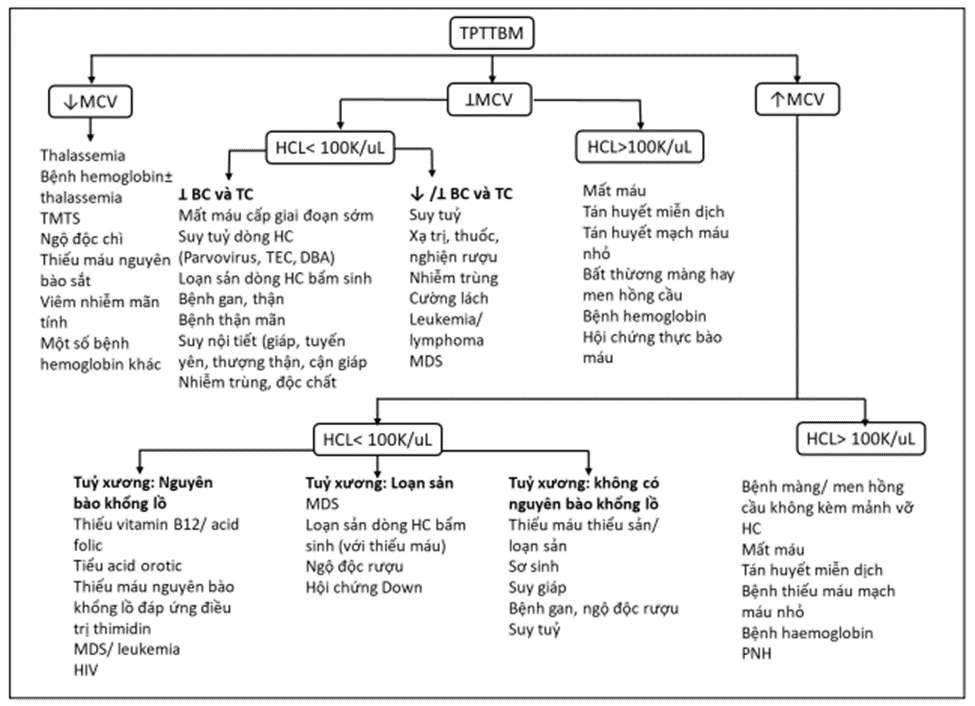 TPTTBM
↓MCV
⊥MCV
↑MCV
HCL< 100K/uL
HCL>100K/uL
Thalassemia
Bệnh hemoglobin±
thalassemia
TMTS
Ngộ độc chì
Thiếu máu nguyên
bào sắt
Viêm nhiễm mãn
tính
Một số bệnh
hemoglobin khác
⊥ BC và TC
Mất máu cấp giai đoạn sớm
Suy tuỷ dòng HC
(Parvovirus, TEC, DBA)
Loạn sản dòng HC bẩm sinh
Bệnh gan, thận
Bệnh thận mãn
Suy nội tiết (giáp, tuyến
yên, thượng thận, cận giáp
Nhiễm trùng, độc chất
↓ /⊥ BC và TC
Suy tuỷ
Xạ trị, thuốc,
nghiện rượu
Nhiễm trùng
Cường lách
Leukemia/
lymphoma
MDS
Mất máu
Tán huyết miễn dịch
Tán huyết mạch máu
nhỏ
Bất thừơng màng hay
men hồng cầu
Bệnh hemoglobin
Hội chứng thực bào
máu
HCL< 100K/uL
HCL> 100K/uL
Tuỷ xương: Nguyên
bào khổng lồ
Thiếu vitamin B12/ acid
folic
Tiểu acid orotic
Thiếu máu nguyên bào
khổng lồ đáp ứng điều
trị thimidin
MDS/ leukemia
HIV
Tuỷ xương: Loạn sản
MDS
Loạn sản dòng HC bẩm
sinh (với thiếu máu)
Ngộ độc rượu
Hội chứng Down
Tuỷ xương: không có
nguyên bào khổng lồ
Thiếu máu thiếu sản/
loạn sản
Sơ sinh
Suy giáp
Bệnh gan, ngộ độc rượu
Suy tuỷ
Bệnh màng/ men hồng
cầu không kèm mảnh vỡ
HC
Mất máu
Tán huyết miễn dịch
Bệnh thiếu máu mạch
máu nhỏ
Bệnh haemoglobin
PNH